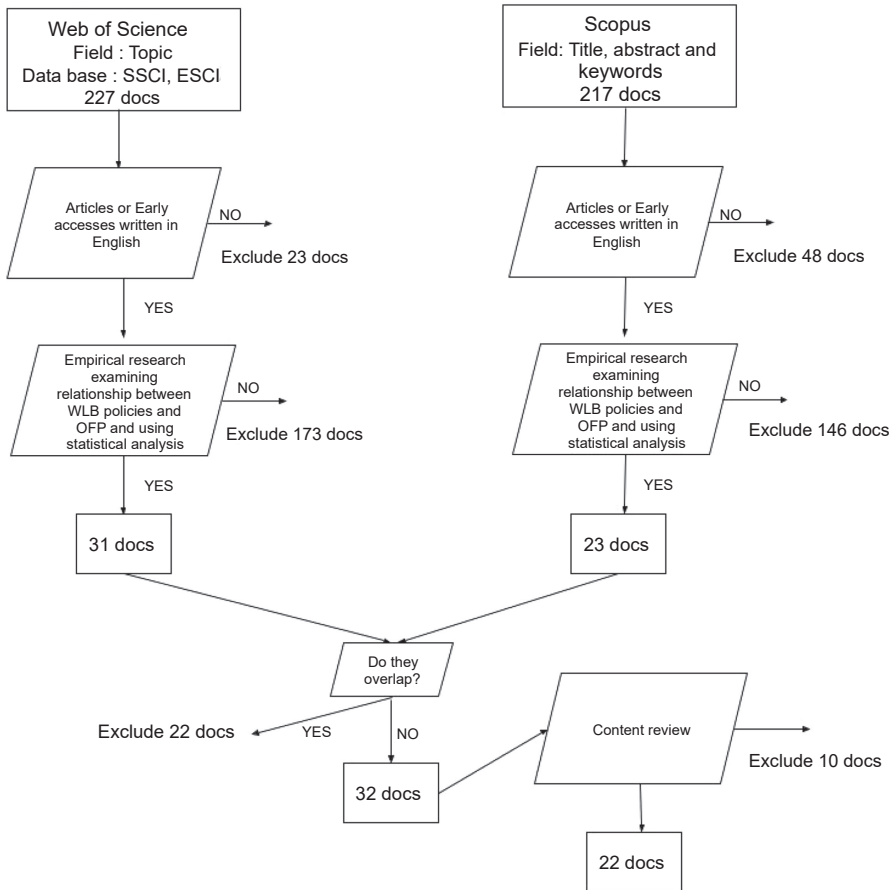 Web of Science
Field : Topic
Data base : SSCI, ESCI
227 docs
Scopus
Field: Title, abstract and
keywords
217 docs
Articles or Early
accesses written in
English
NO
Exclude 23 docs
YES
Articles or Early
accesses written in
English
NO
Exclude 48 docs
YES
Empirical research
examining
relationship between
WLB policies and
OFP and using
statistical analysis
NO
Exclude 173 docs
YES
Empirical research
examining
relationship between
WLB policies and
OFP and using
statistical analysis
NO
Exclude 146 docs
YES
31 docs
23 docs
Do they
overlap?
Exclude 22 docs
YES
NO
32 docs
Content review
Exclude 10 docs
22 docs